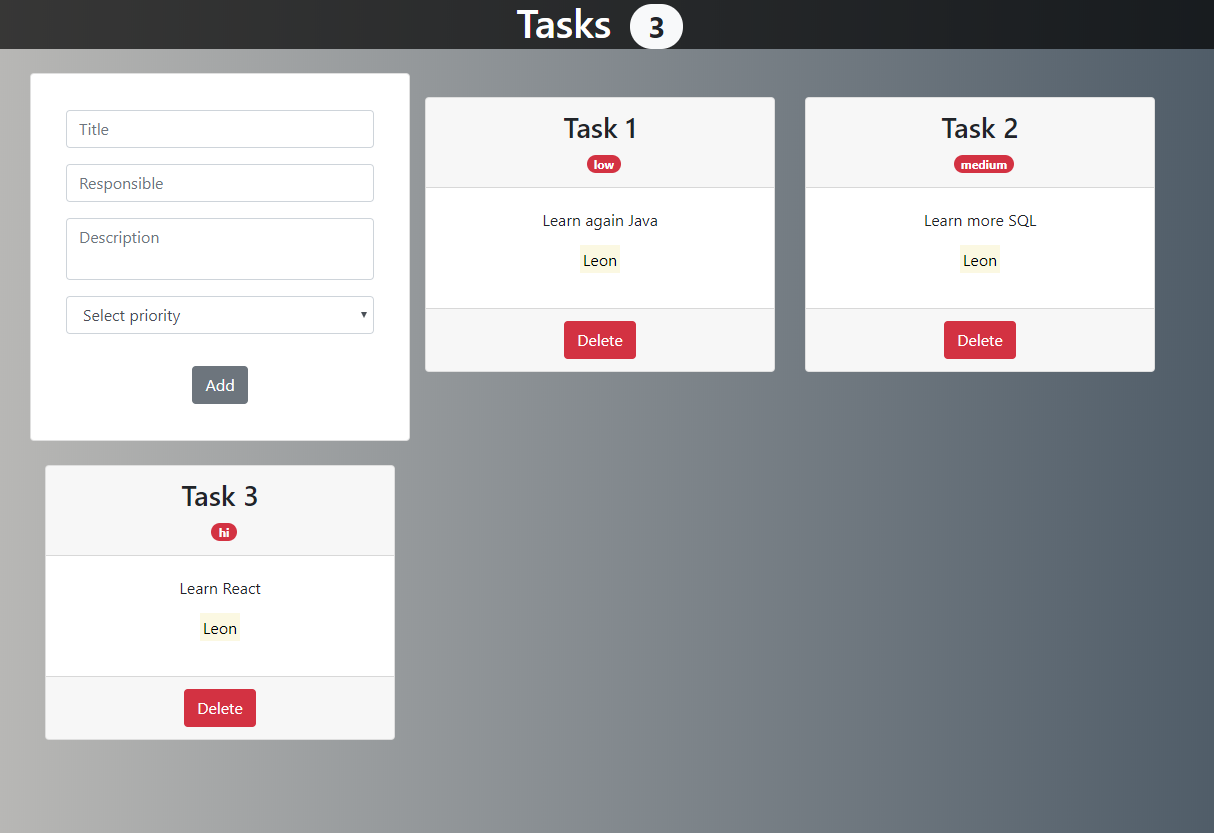 Tasks 3
Title
Responsible
Description
Select priority
Add
Task 1
low
Learn again Java
Leon
Delete
Task 2
medium
Learn more SQL
Leon
Delete
Task 3
hi
Learn React
Leon
Delete